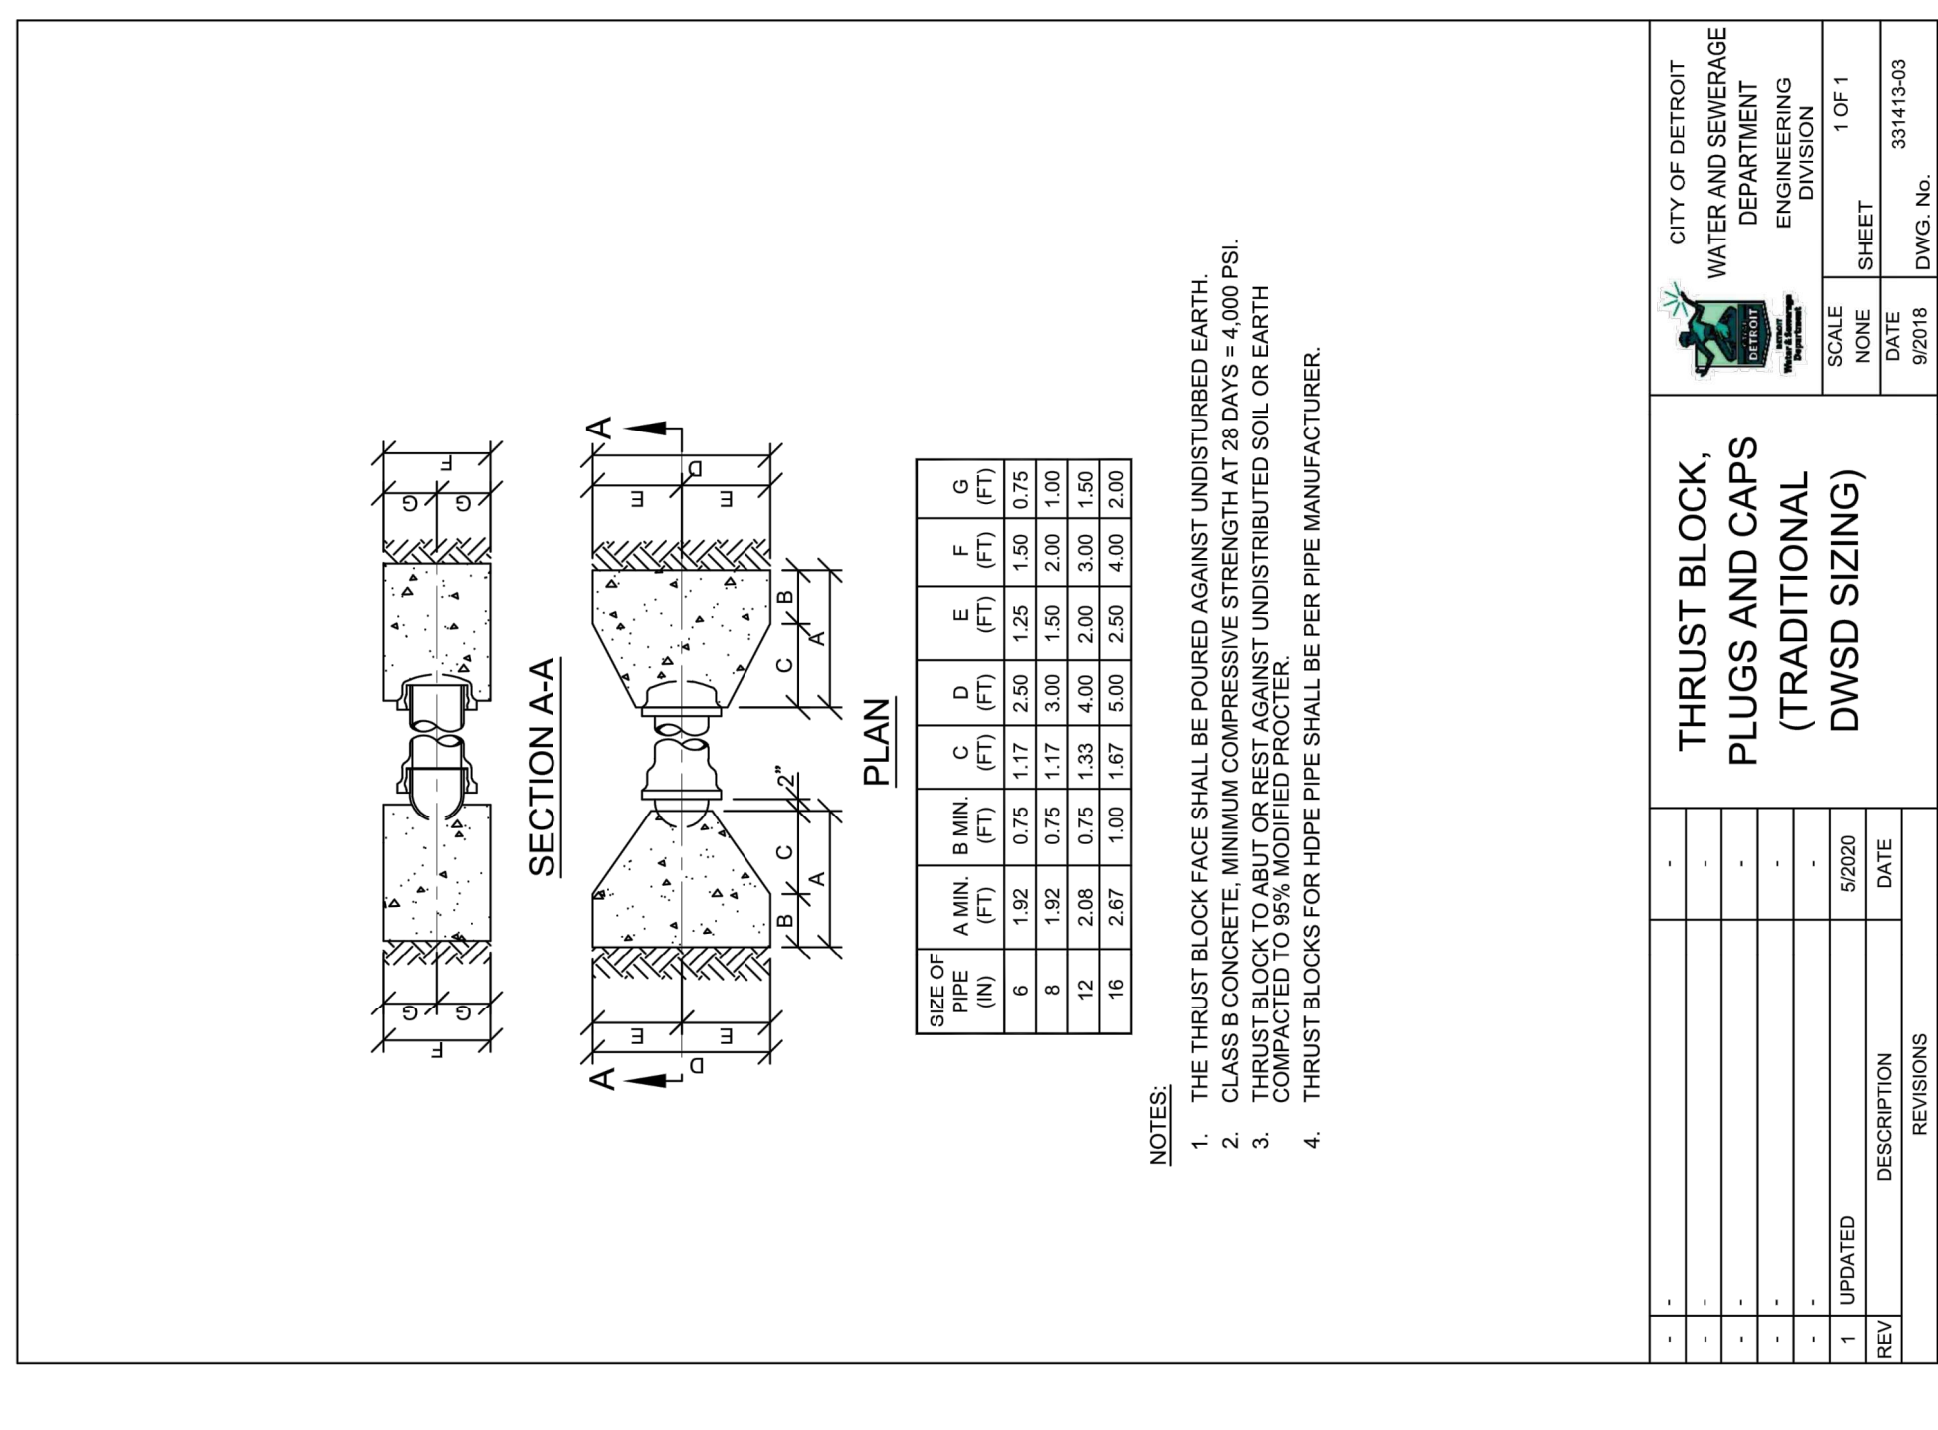 F
G
G
F
G
G
SECTION A-A
A
A
D
E
E
D
E
E
B
C
C
B
2"
A
A
PLAN
SIZE OF PIPE (IN) A MIN. (FT) B MIN. (FT) C (FT) D (FT) E (FT) F (FT) G (FT)
6 1.92 0.75 1.17 2.50 1.25 1.50 0.75
8 1.92 0.75 1.17 3.00 1.50 2.00 1.00
12 2.08 0.75 1.33 4.00 2.00 3.00 1.50
16 2.67 1.00 1.67 5.00 2.50 4.00 2.00
NOTES:
1. THE THRUST BLOCK FACE SHALL BE POURED AGAINST UNDISTURBED EARTH.
2. CLASS B CONCRETE, MINIMUM COMPRESSIVE STRENGTH AT 28 DAYS = 4,000 PSI.
3. THRUST BLOCK TO ABUT OR REST AGAINST UNDISTRIBUTED SOIL OR EARTH
COMPACTED TO 95% MODIFIED PROCTER.
4. THRUST BLOCKS FOR HDPE PIPE SHALL BE PER PIPE MANUFACTURER.
- - -
- - -
- - -
- - -
- - -
1 UPDATED 5/2020
REV DESCRIPTION DATE
REVISIONS
THRUST BLOCK,
PLUGS AND CAPS
(TRADITIONAL
DWSD SIZING)
DETROIT
DETROIT
Water & Sewerage
Department
CITY OF DETROIT
WATER AND SEWERAGE
DEPARTMENT
ENGINEERING
DIVISION
SCALE
NONE
1 OF 1
SHEET
DATE
9/2018
331413-03
DWG. No.